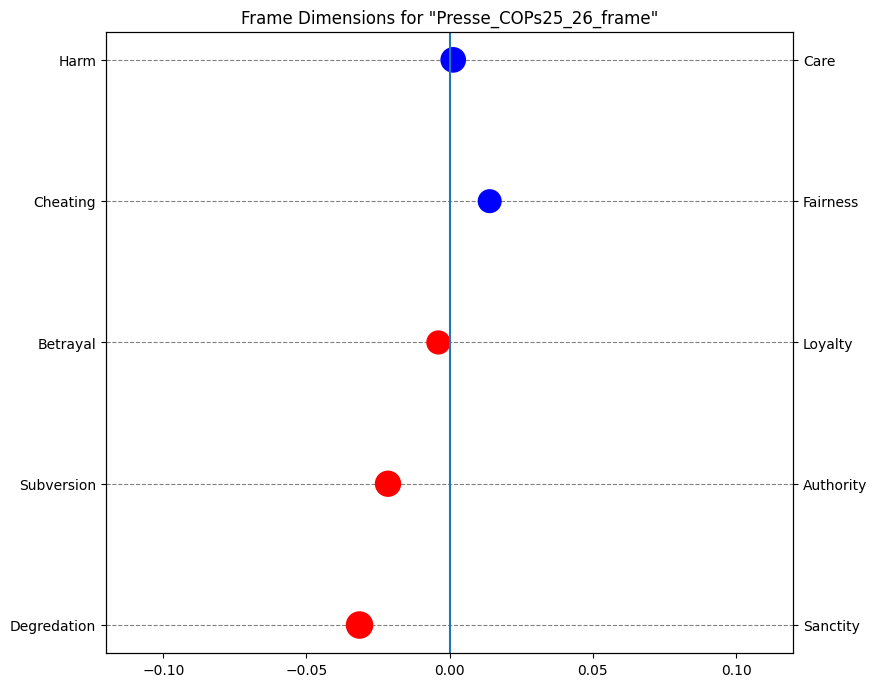 Frame Dimensions for "Presse_COPs25_26_frame"
Harm Care
Cheating Fairness
Betrayal Loyalty
Subversion Authority
Degredation Sanctity
−0.10 −0.05 0.00 0.05 0.10